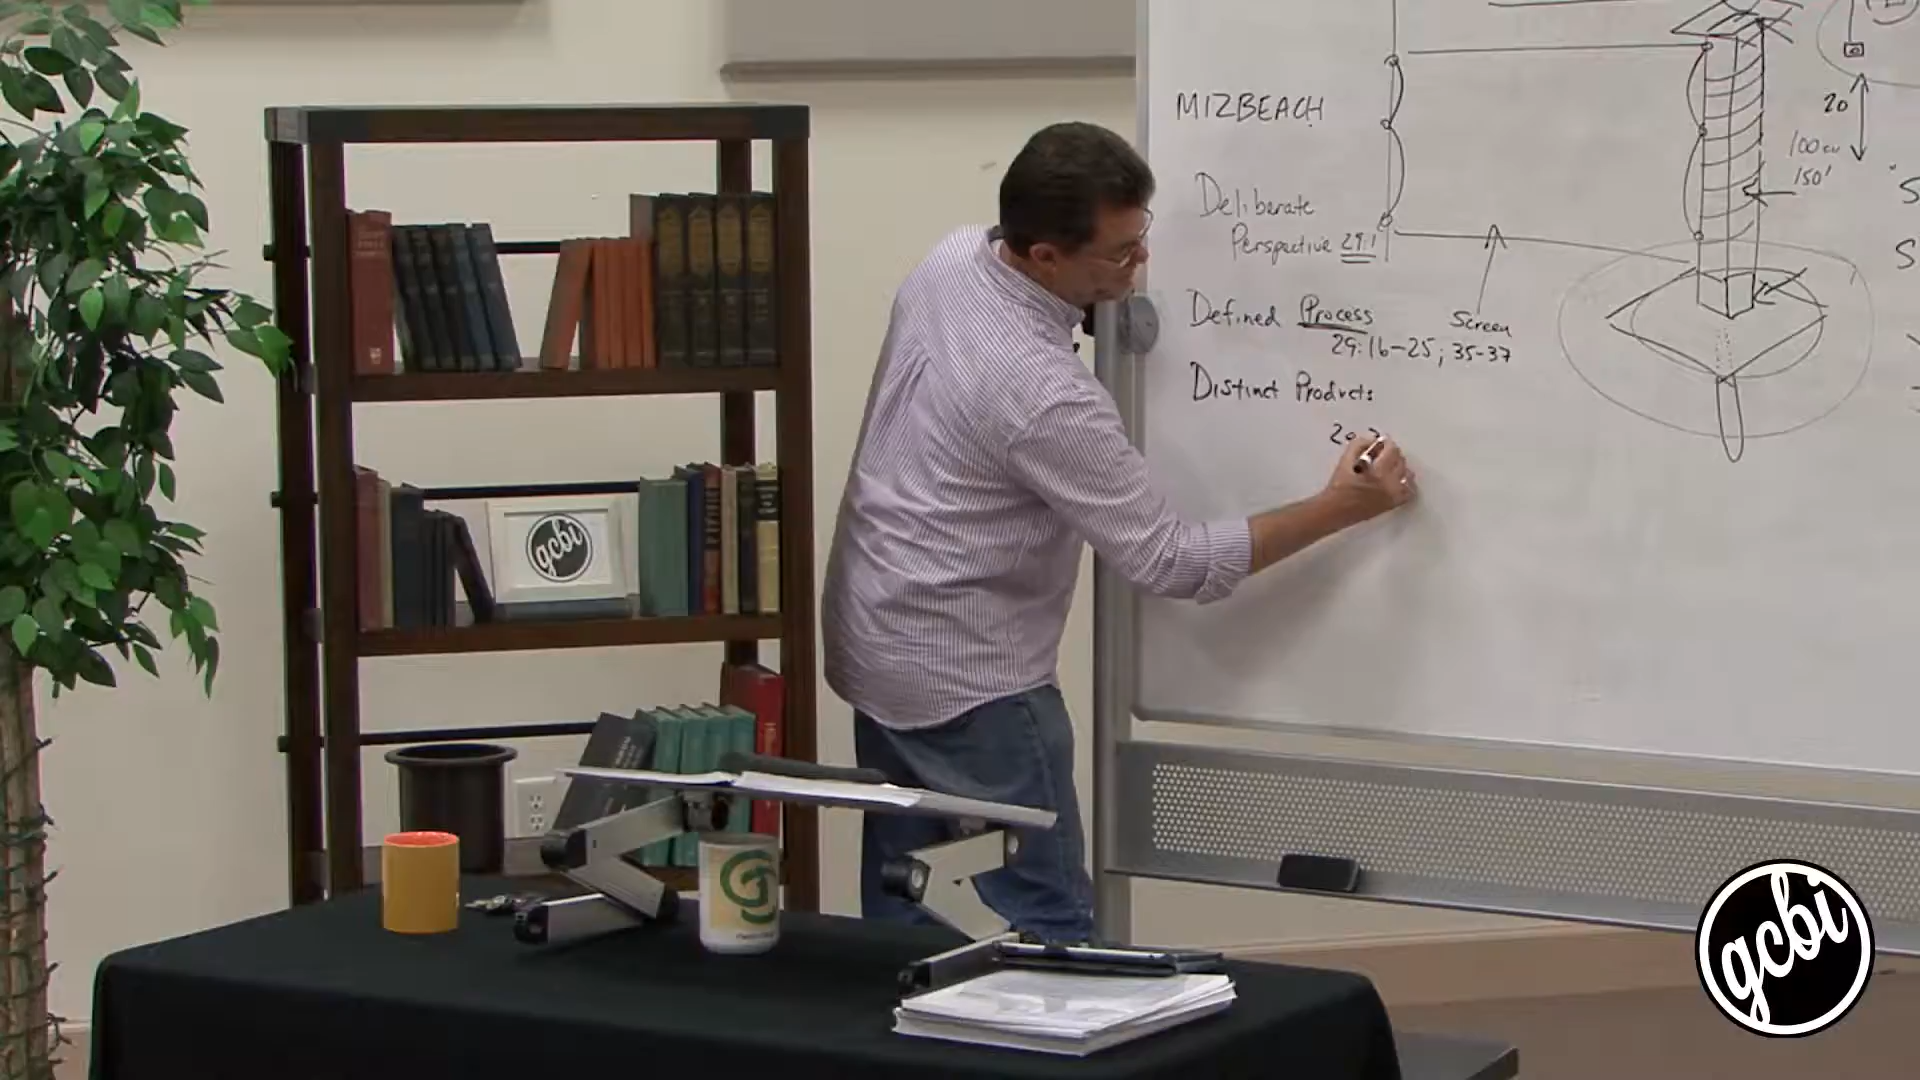 MIZBEACH
Deliberate
Perspective 29:1
Defined Process
29:16-25; 35-37
Distinct Products
20
Screen
20
100 cu
150'
S
S
gcbi
gcbi